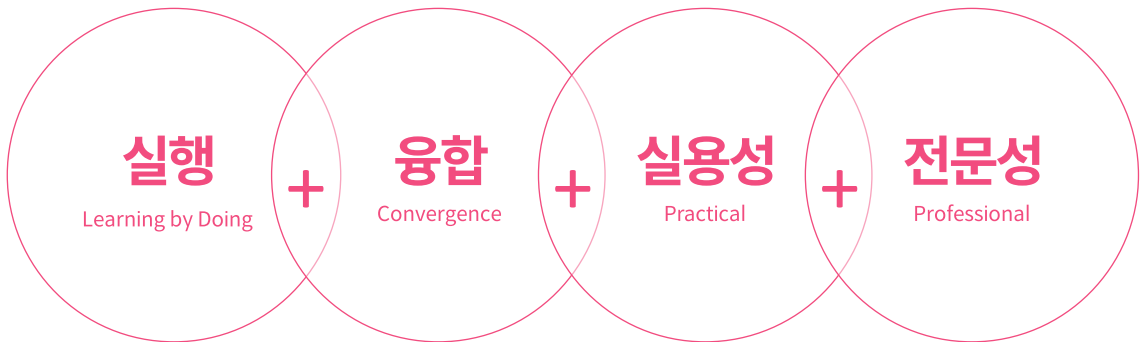 실행
Learning by Doing
+
융합
Convergence
+
실용성
Practical
+
전문성
Professional